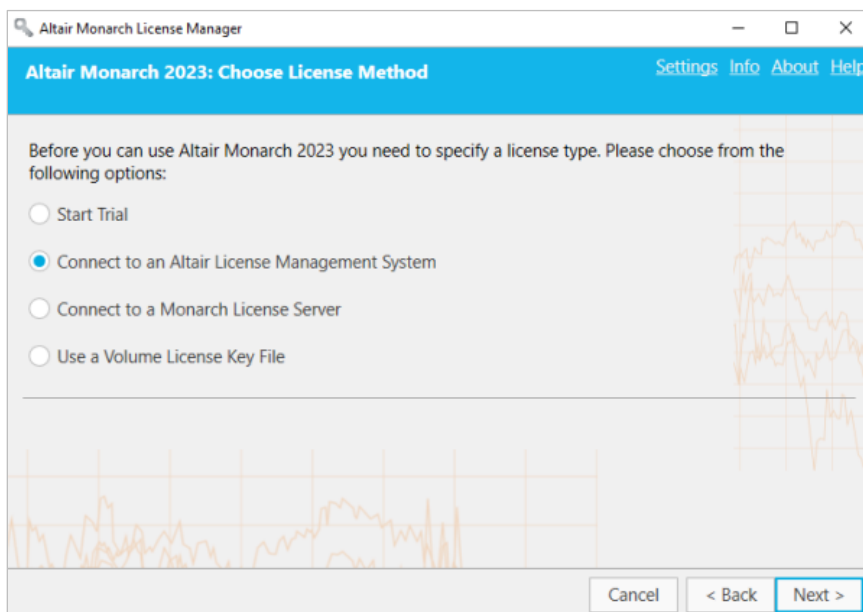 Altair Monarch License Manager
Altair Monarch 2023: Choose License Method
Settings Info About Help
Before you can use Altair Monarch 2023 you need to specify a license type. Please choose from the
following options:
Start Trial
Connect to an Altair License Management System
Connect to a Monarch License Server
Use a Volume License Key File
Cancel
< Back
Next >